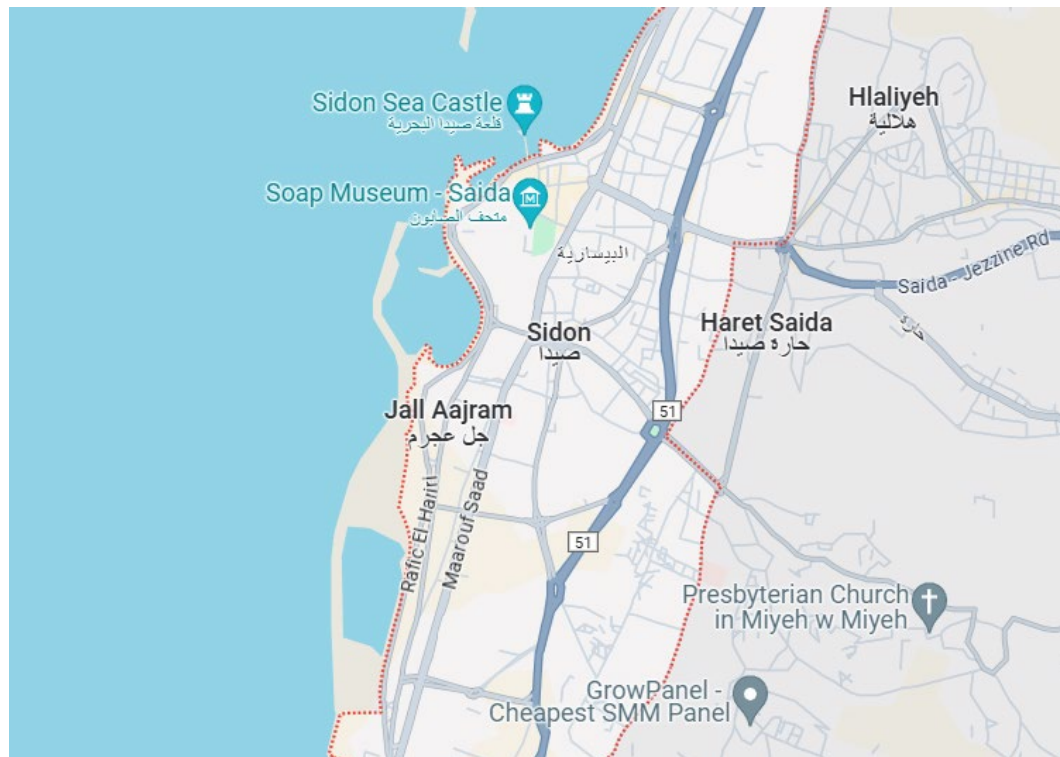 Hlaliyeh
هلالية
Sidon Sea Castle
قلعة صيدا البحرية
Soap Museum - Saida
متحف الصابون
البيسارية
Saida - Jezzine Rd
حارة
Haret Saida
حارة صيدا
Sidon
صيدا
51
Jall Aajram
جل عجرم
Rafic El Hariri
Maarouf Saad
51
Presbyterian Church
in Miyeh w Miyeh
GrowPanel -
Cheapest SMM Panel